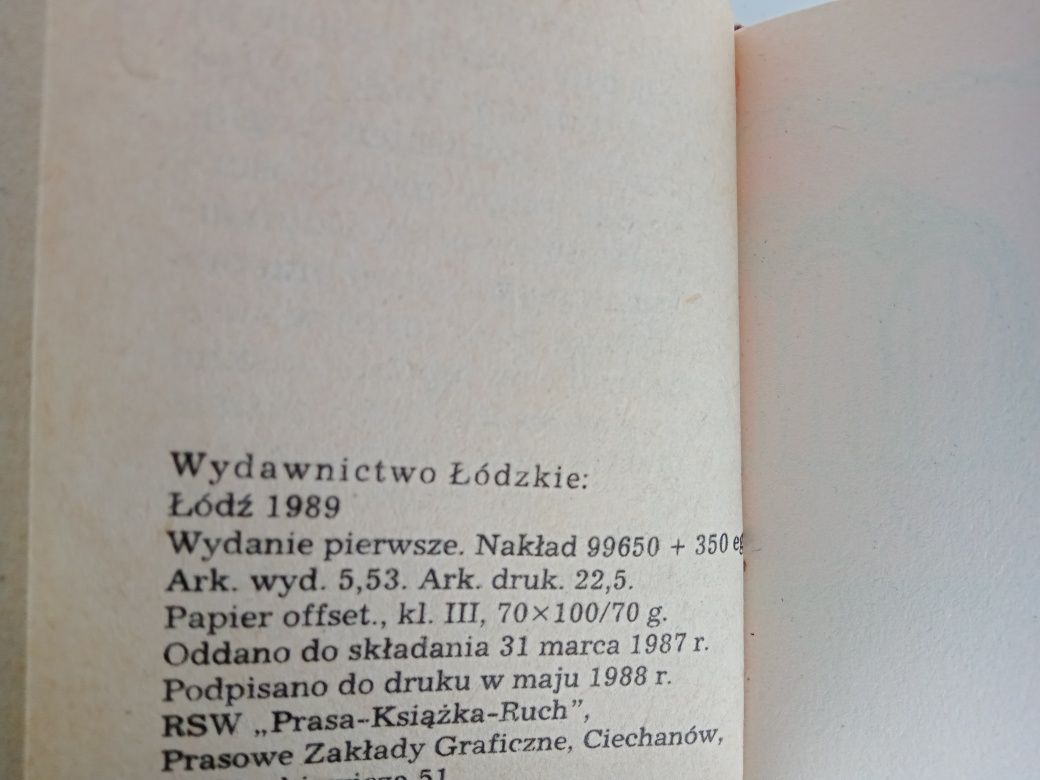 Wydawnictwo Łódzkie:
Łódź 1989
Wydanie pierwsze. Nakład 99650 + 350 eg
Ark. wyd. 5,53. Ark. druk. 22,5.
Papier offset., kl. III, 70×100/70 g.
Oddano do składania 31 marca 1987 r.
Podpisano do druku w maju 1988 r.
RSW „Prasa-Książka-Ruch”,
Prasowe Zakłady Graficzne, Ciechanów,
51